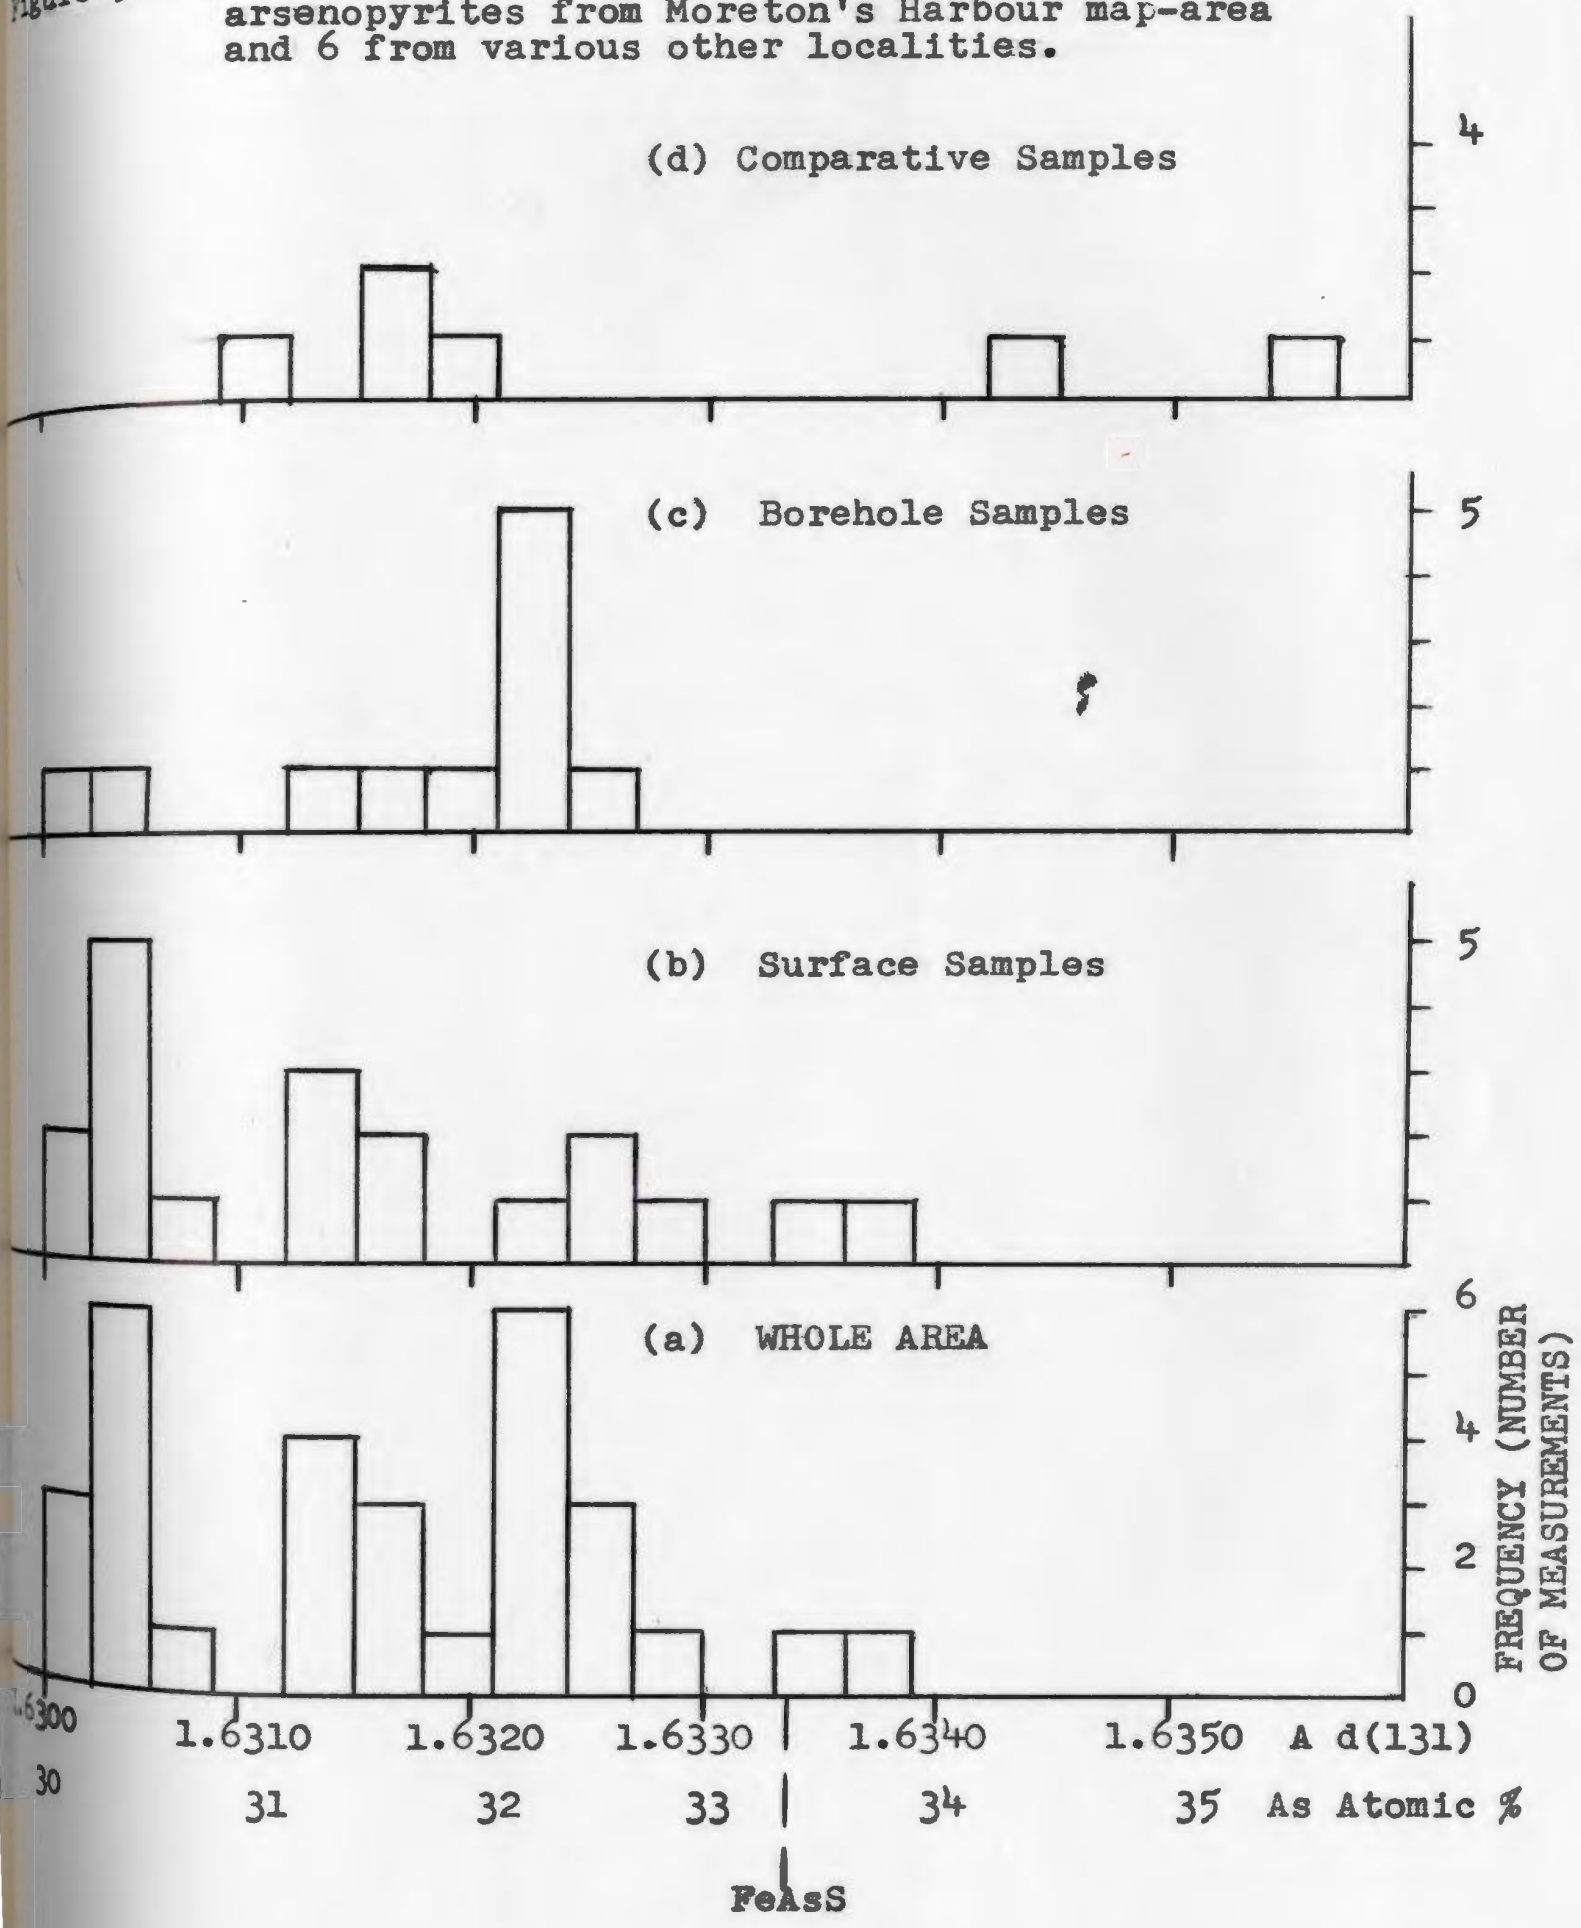 arsenopyrites from Moreton's Harbour map-area
and 6 from various other localities.
(d) Comparative Samples
4
(c) Borehole Samples
5
(b) Surface Samples
5
(a) WHOLE AREA
6
4
2
0
FREQUENCY (NUMBER
OF MEASUREMENTS)
1.6300 1.6310 1.6320 1.6330 1.6340 1.6350 A d(131)
30 31 32 33 34 35 As Atomic %
FeAsS